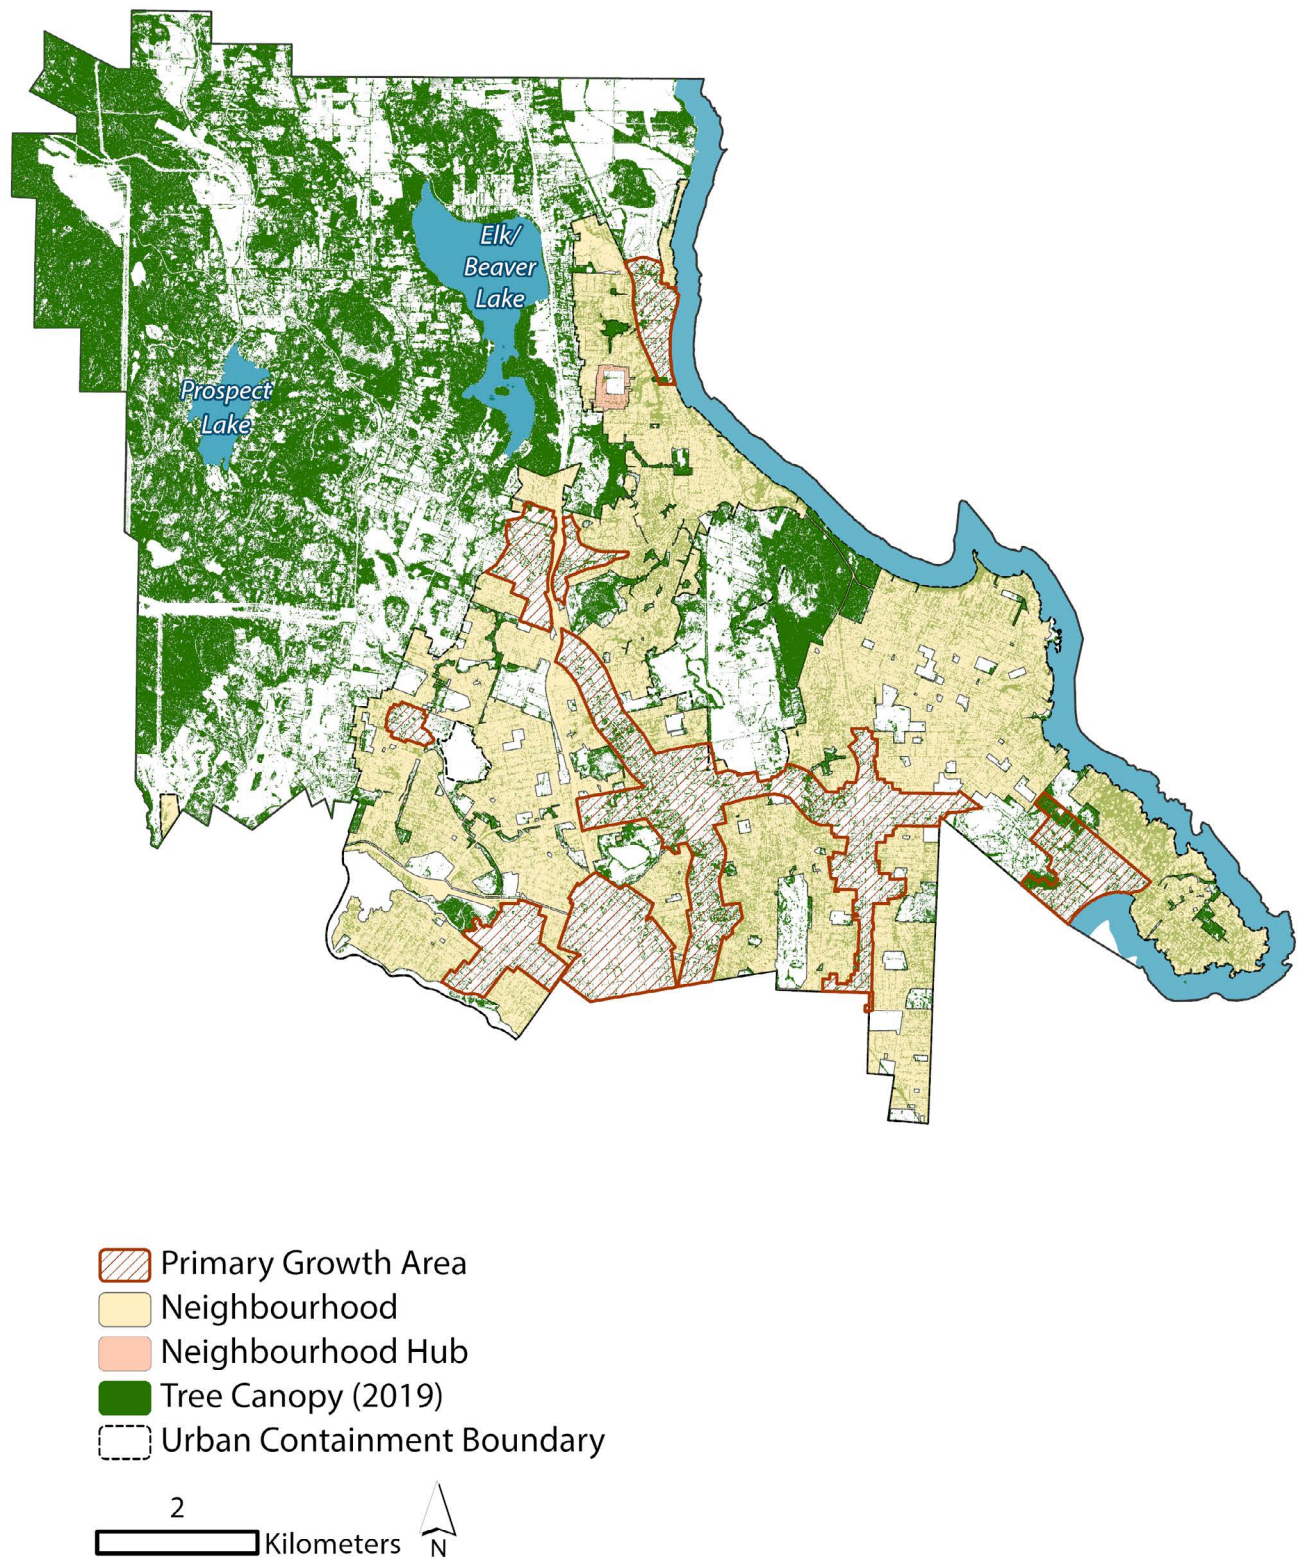 Elk/
Beaver
Lake
Prospect
Lake
Primary Growth Area
Neighbourhood
Neighbourhood Hub
Tree Canopy (2019)
Urban Containment Boundary
2
Kilometers
N